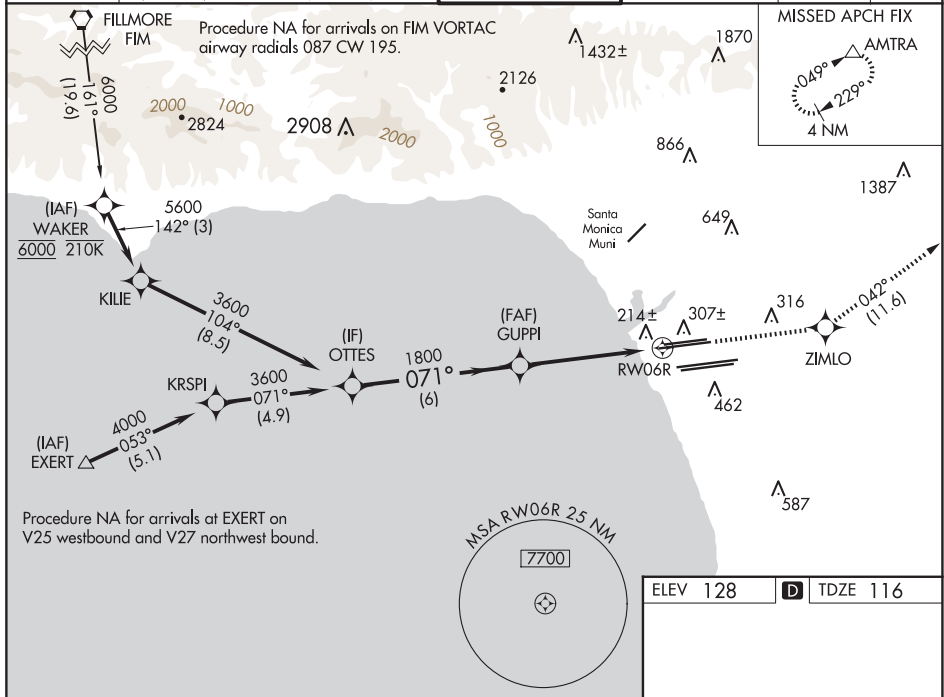 FILLMORE
FIM
Procedure NA for arrivals on FIM VORTAC
airway radials 087 CW 195.
MISSED APCH FIX
AMTRA
049°
229°
4 NM
6000
161°
(19.6)
2000
1000
2824
2908
2000
1000
2126
1432±
1870
866
1387
649
(IAF)
WAKER
6000 210K
5600
142° (3)
KILIE
Santa
Monica
Muni
3600
104°
(8.5)
(IF)
OTTES
(FAF)
GUPPI
1800
071°
(6)
214±
307±
316
042°
(11.6)
RW06R
ZIMLO
462
KRSPI
3600
071°
(4.9)
(IAF)
EXERT
4000
053°
(5.1)
587
Procedure NA for arrivals at EXERT on
V25 westbound and V27 northwest bound.
MSA RW06R 25 NM
7700
ELEV 128
D
TDZE 116